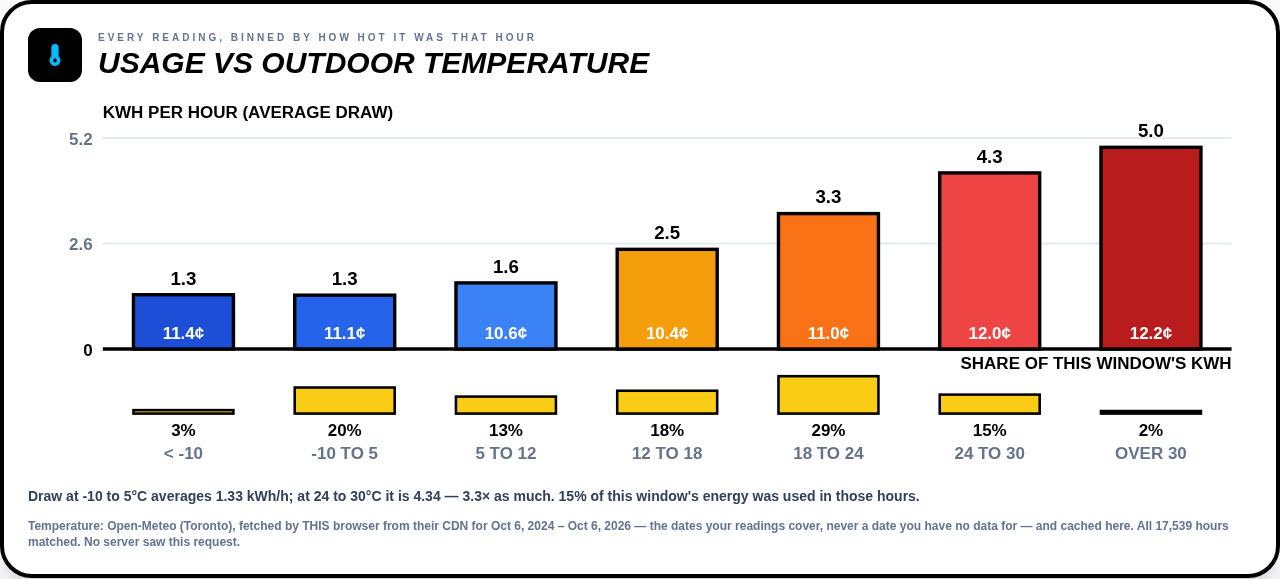 EVERY READING, BINNED BY HOW HOT IT WAS THAT HOUR
USAGE VS OUTDOOR TEMPERATURE
KWH PER HOUR (AVERAGE DRAW)
5.2
2.6
0
1.3
1.3
1.6
2.5
3.3
4.3
5.0
11.4¢
11.1¢
10.6¢
10.4¢
11.0¢
12.0¢
12.2¢
SHARE OF THIS WINDOW'S KWH
3%
20%
13%
18%
29%
15%
2%
< -10
-10 TO 5
5 TO 12
12 TO 18
18 TO 24
24 TO 30
OVER 30
Draw at -10 to 5°C averages 1.33 kWh/h; at 24 to 30°C it is 4.34 — 3.3× as much. 15% of this window's energy was used in those hours.
Temperature: Open-Meteo (Toronto), fetched by THIS browser from their CDN for Oct 6, 2024 – Oct 6, 2026 — the dates your readings cover, never a date you have no data for — and cached here. All 17,539 hours
matched. No server saw this request.